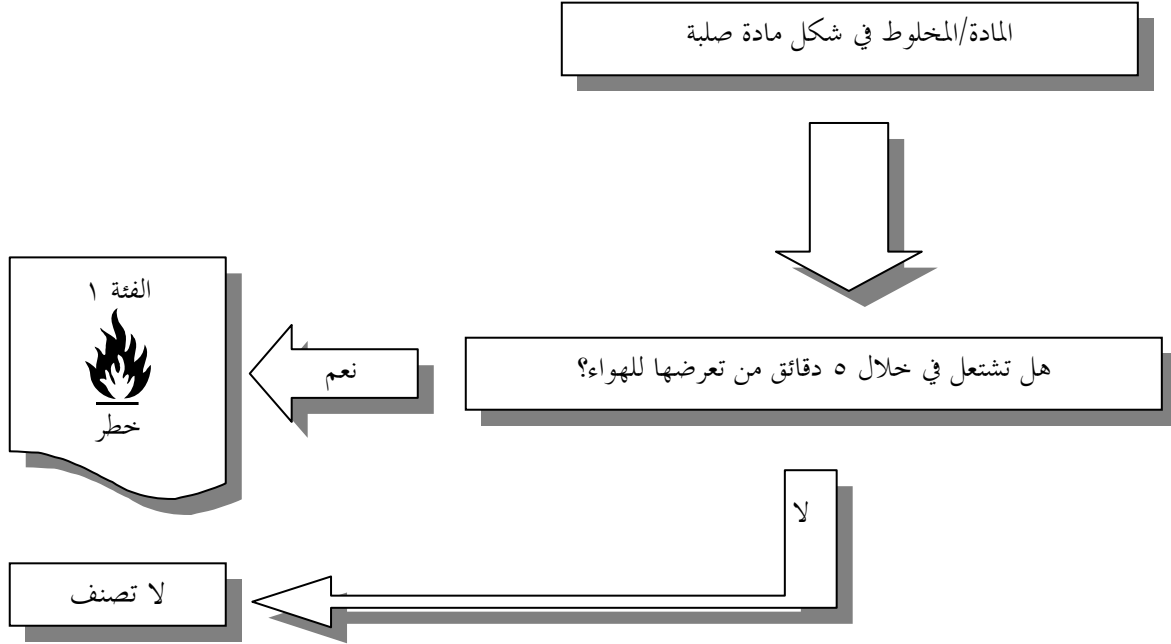 المادة/المخلوط في شكل مادة صلبة
هل تشتعل في خلال ٥ دقائق من تعرضها للهواء؟
نعم
الفئة ١
خطر
لا
لا تصنف